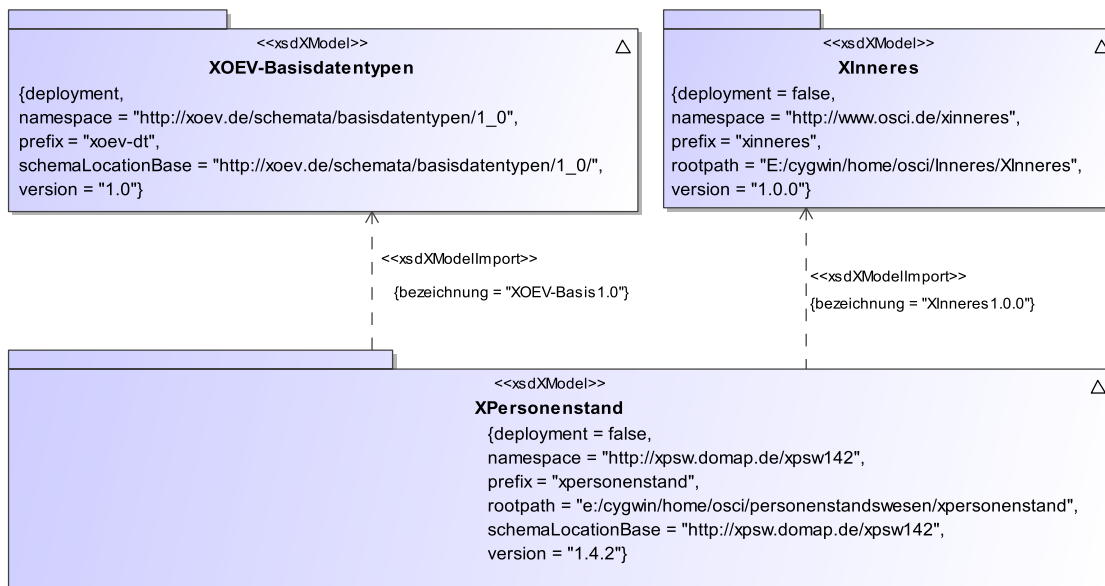 <<xsdXModel>>
XOEV-Basisdatentypen
{deployment,
namespace = "http://xoev.de/schemata/basisdatentypen/1_0",
prefix = "xoev-dt",
schemaLocationBase = "http://xoev.de/schemata/basisdatentypen/1_0/",
version = "1.0"}
<<xsdXModel>>
XInneres
{deployment = false,
namespace = "http://www.osci.de/xinneres",
prefix = "xinneres",
rootpath = "E:/cygwin/home/osci/Inneres/XInneres",
version = "1.0.0"}
<<xsdXModelImport>>
{bezeichnung = "XOEV-Basis1.0"}
<<xsdXModelImport>>
{bezeichnung = "XInneres1.0.0"}
<<xsdXModel>>
XPersonenstand
{deployment = false,
namespace = "http://xpsw.domap.de/xpsw142",
prefix = "xpersonenstand",
rootpath = "e:/cygwin/home/osci/personenstandswesen/xpersonenstand",
schemaLocationBase = "http://xpsw.domap.de/xpsw142",
version = "1.4.2"}